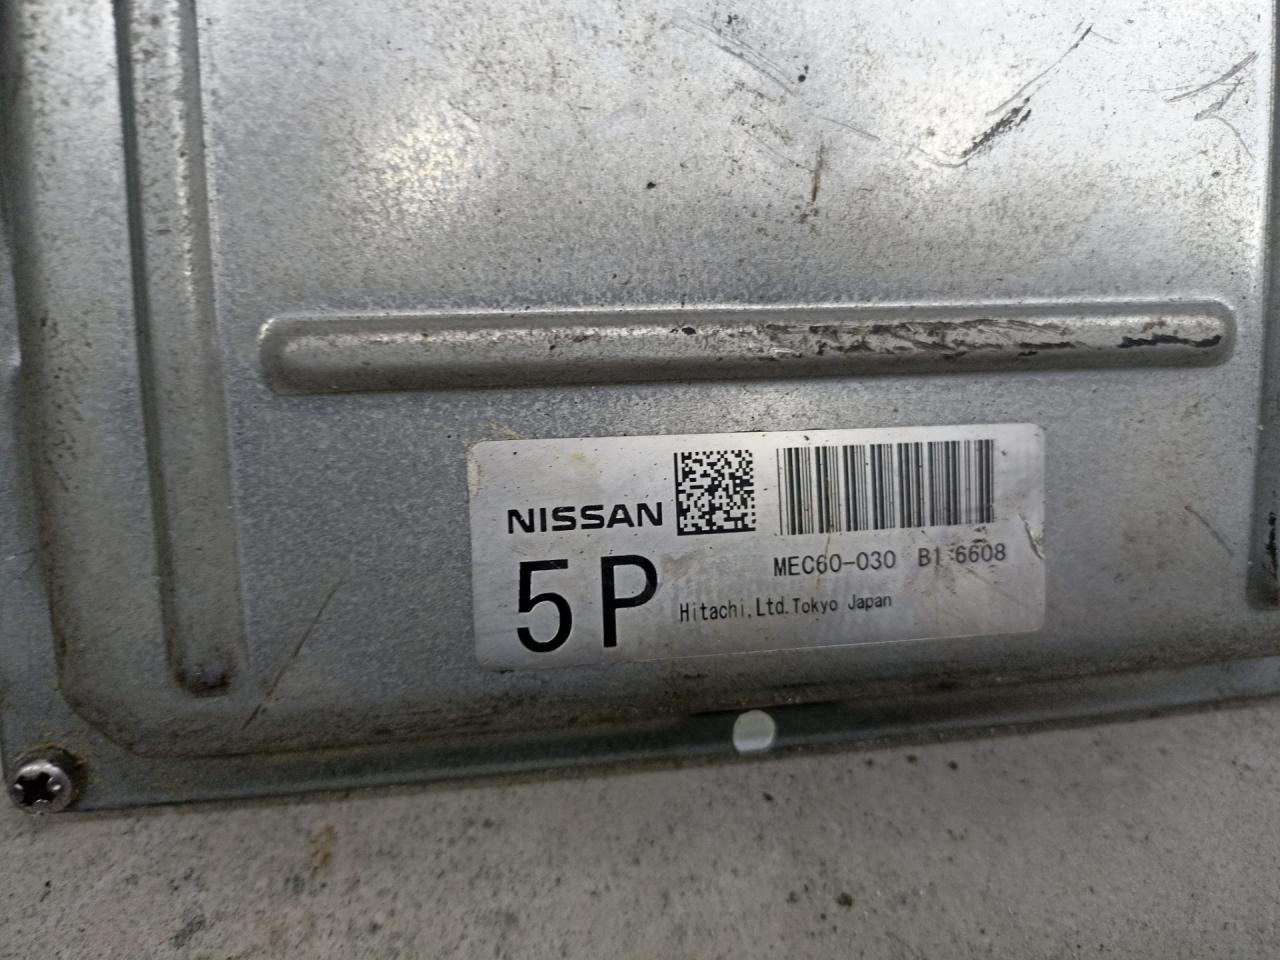 NISSAN
5P
MEC60-030 B1 6608
Hitachi,Ltd.Tokyo Japan